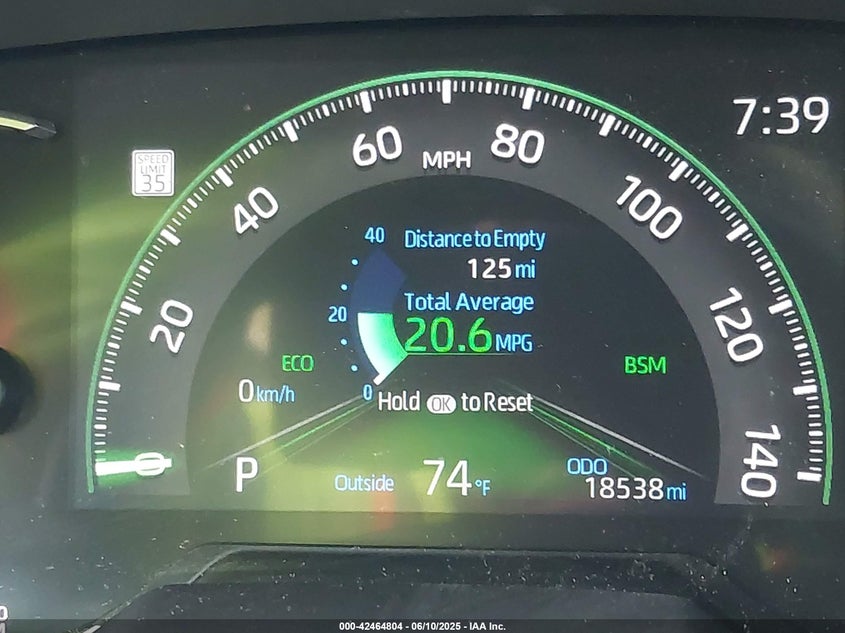 7:39
SPEED
LIMIT
35
0
20
40
60
80
100
120
140
MPH
40
20
0
Distance to Empty
125 mi
Total Average
20.6 MPG
ECO
BSM
0 km/h
Hold OK to Reset
P
Outside 74 °F
ODO
18538 mi
000-42464804 - 06/10/2025 - IAA Inc.